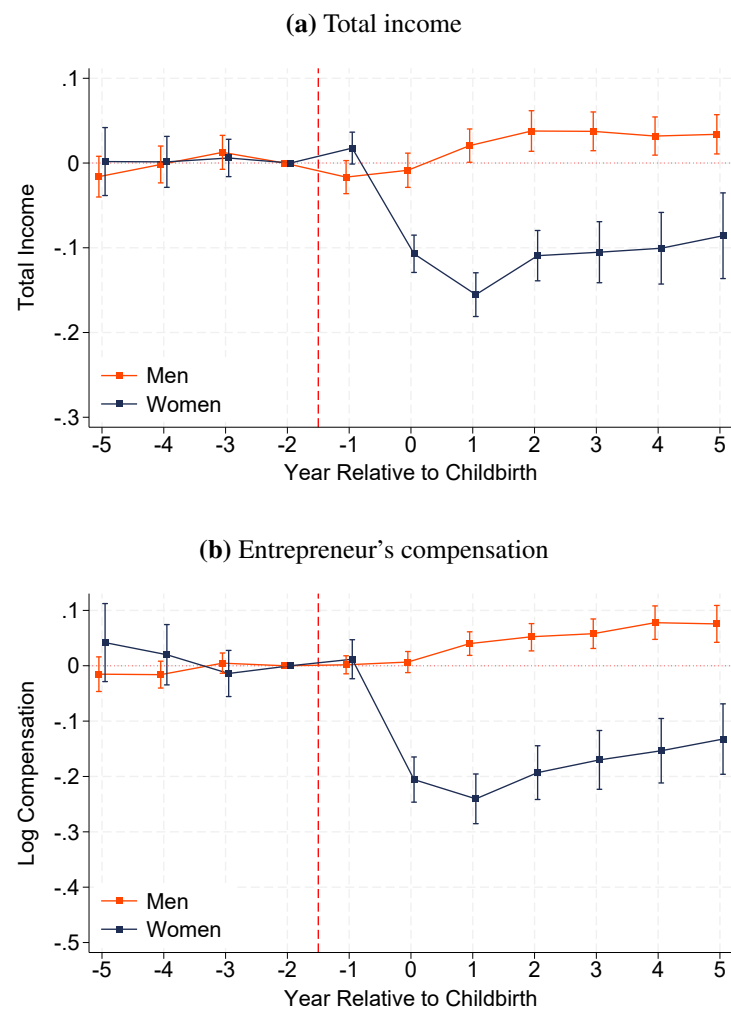 (a) Total income
.1
0
-.1
-.2
-.3
Total Income
Men
Women
-5 -4 -3 -2 -1 0 1 2 3 4 5
Year Relative to Childbirth
(b) Entrepreneur's compensation
.1
0
-.1
-.2
-.3
-.4
-.5
Log Compensation
Men
Women
-5 -4 -3 -2 -1 0 1 2 3 4 5
Year Relative to Childbirth